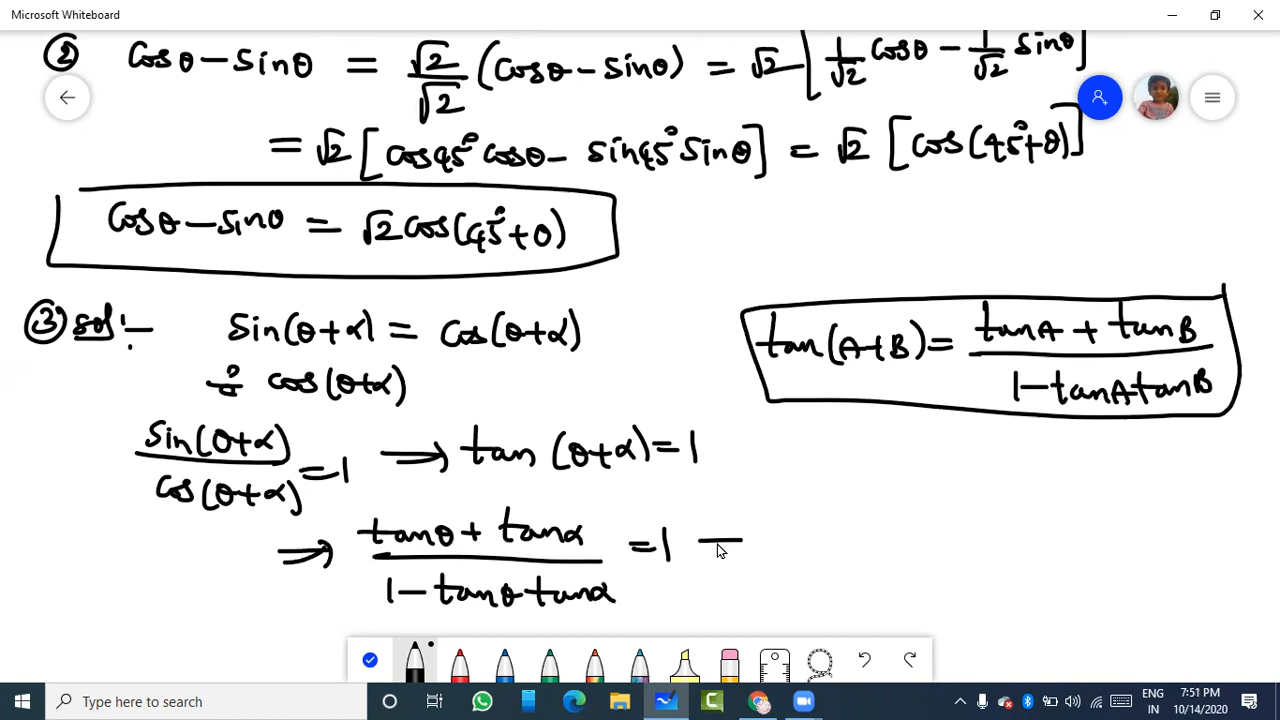 Microsoft Whiteboard
② cosθ − sinθ = √2/√2 (cosθ − sinθ) = √2 [1/√2 cosθ − 1/√2 sinθ]
= √2 [cos45° cosθ − sin45° sinθ] = √2 [cos(45°+θ)]
cosθ − sinθ = √2 cos(45°+θ)
③ sol:− sin(θ+α) = cos(θ+α)
tan(A+B) = (tanA + tanB)/(1 − tanA tanB)
÷ cos(θ+α)
sin(θ+α)/cos(θ+α) = 1 ⇒ tan(θ+α) = 1
⇒ (tanθ + tanα)/(1 − tanθ tanα) = 1 −
Type here to search
ENG
IN
7:51 PM
10/14/2020